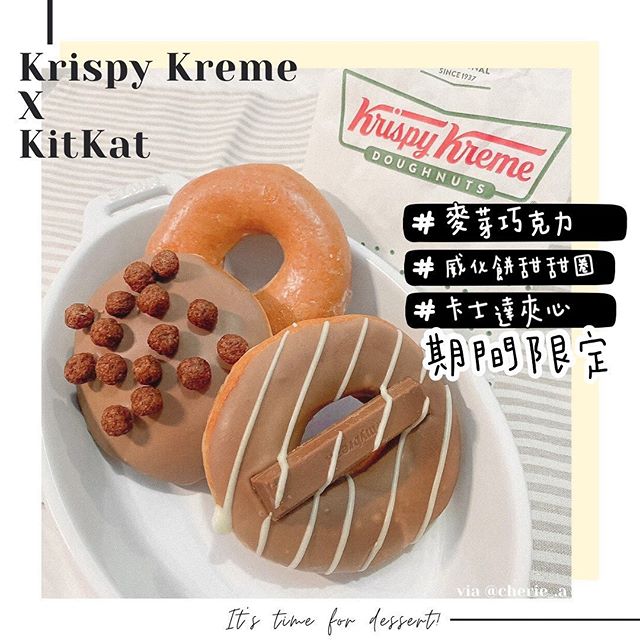 Krispy Kreme
X
KitKat
SINCE 1937
Krispy Kreme
DOUGHNUTS
# 麥芽巧克力
# 威化餅甜甜圈
# 卡士達夾心
期間限定
via @cherie_a
It's time for dessert!